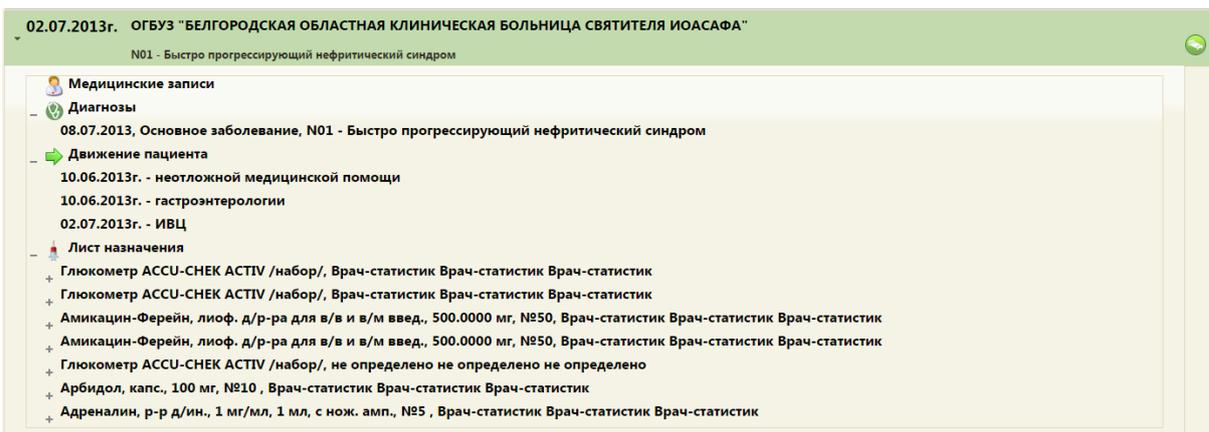 02.07.2013г. ОГБУЗ "БЕЛГОРОДСКАЯ ОБЛАСТНАЯ КЛИНИЧЕСКАЯ БОЛЬНИЦА СВЯТИТЕЛЯ ИОАСАФА"
N01 - Быстро прогрессирующий нефритический синдром
Медицинские записи
Диагнозы
08.07.2013, Основное заболевание, N01 - Быстро прогрессирующий нефритический синдром
Движение пациента
10.06.2013г. - неотложной медицинской помощи
10.06.2013г. - гастроэнтерологии
02.07.2013г. - ИВЦ
Лист назначения
Глюкометр ACCU-CHEK ACTIV /набор/, Врач-статистик Врач-статистик Врач-статистик
Глюкометр ACCU-CHEK ACTIV /набор/, Врач-статистик Врач-статистик Врач-статистик
Амикацин-Ферейн, лиоф. д/р-ра для в/в и в/м введ., 500.0000 мг, №50, Врач-статистик Врач-статистик Врач-статистик
Амикацин-Ферейн, лиоф. д/р-ра для в/в и в/м введ., 500.0000 мг, №50, Врач-статистик Врач-статистик Врач-статистик
Глюкометр ACCU-CHEK ACTIV /набор/, не определено не определено не определено
Арбидол, капс., 100 мг, №10 , Врач-статистик Врач-статистик Врач-статистик
Адреналин, р-р д/ин., 1 мг/мл, 1 мл, с нож. амп., №5 , Врач-статистик Врач-статистик Врач-статистик